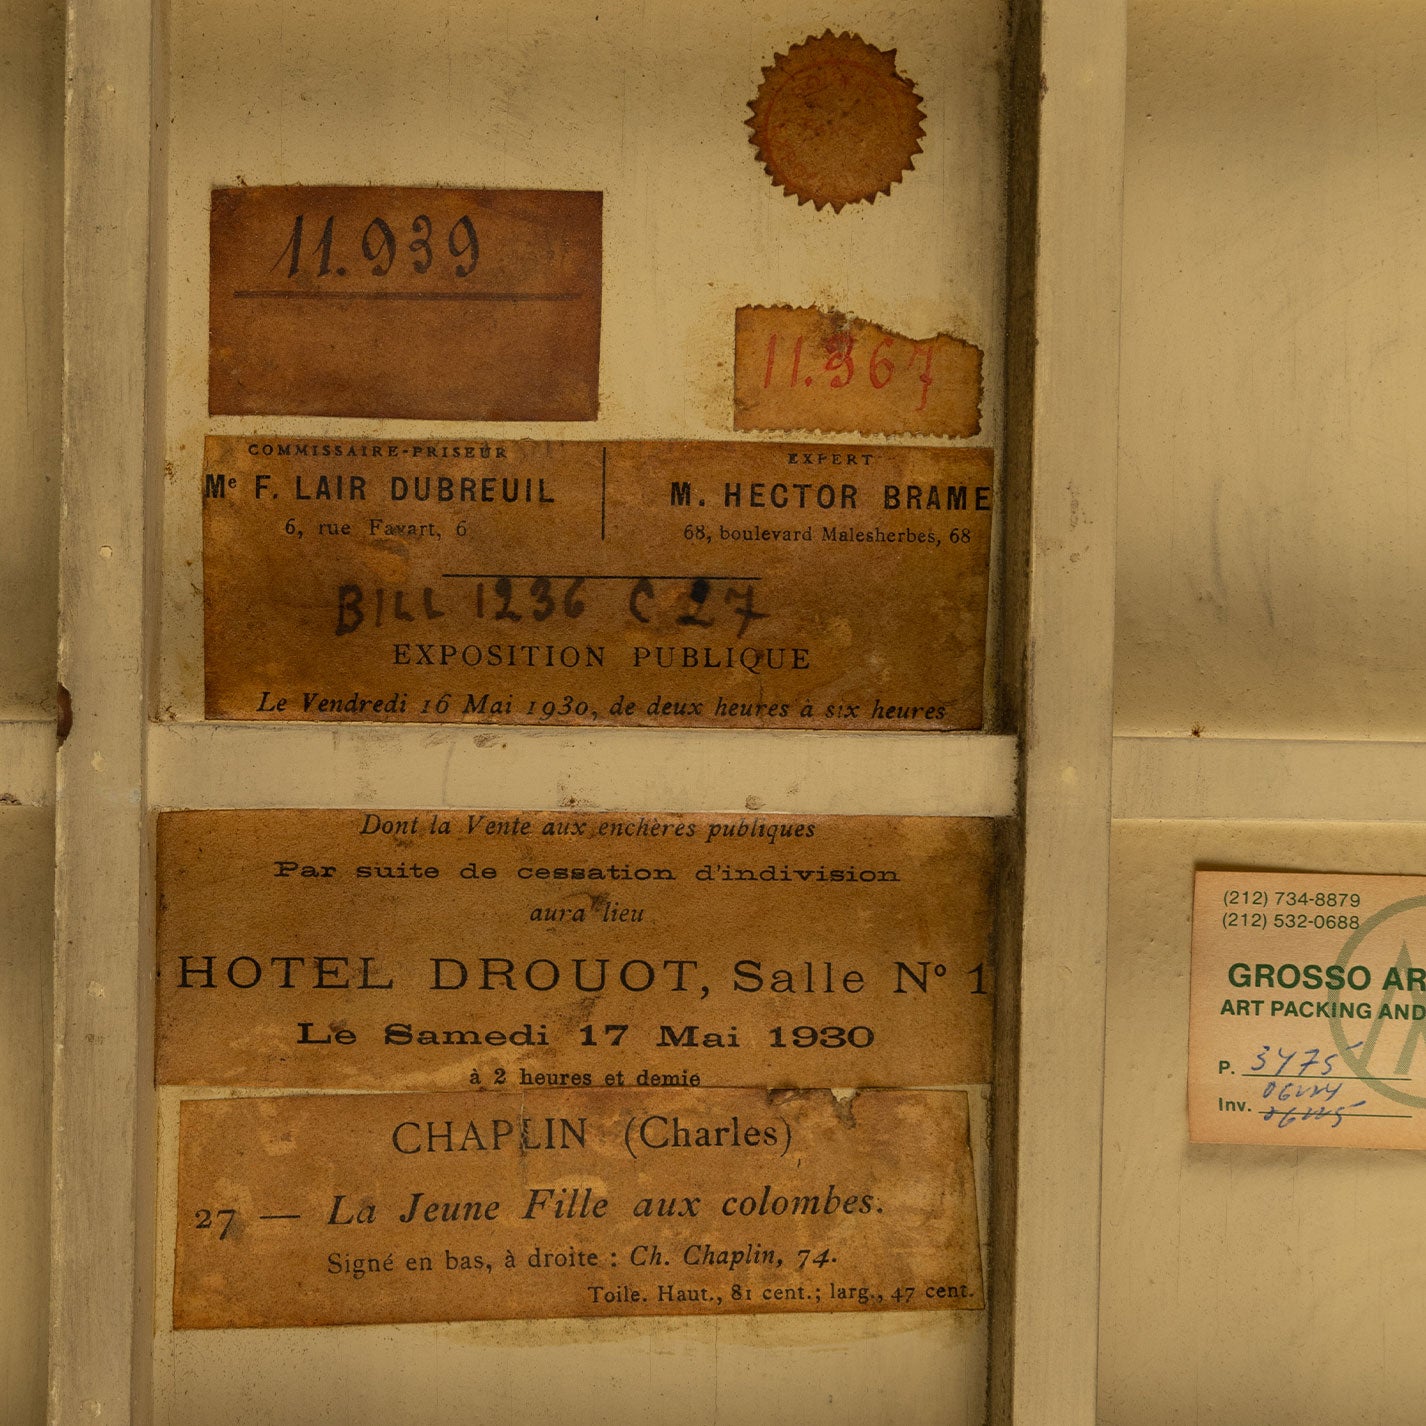 11.939
11.367
COMMISSAIRE-PRISEUR
Me F. LAIR DUBREUIL
6, rue Favart, 6
EXPERT
M. HECTOR BRAME
68, boulevard Malesherbes, 68
BILL 1236 C 27
EXPOSITION PUBLIQUE
Le Vendredi 16 Mai 1930, de deux heures à six heures
Dont la Vente aux enchères publiques
Par suite de cessation d'indivision
aura lieu
HOTEL DROUOT, Salle N° 1
Le Samedi 17 Mai 1930
à 2 heures et demie
CHAPLIN (Charles)
27 — La Jeune Fille aux colombes.
Signé en bas, à droite : Ch. Chaplin, 74.
Toile. Haut., 81 cent.; larg., 47 cent.
(212) 734-8879
(212) 532-0688
GROSSO AR
ART PACKING AND
P. 3475
Inv.